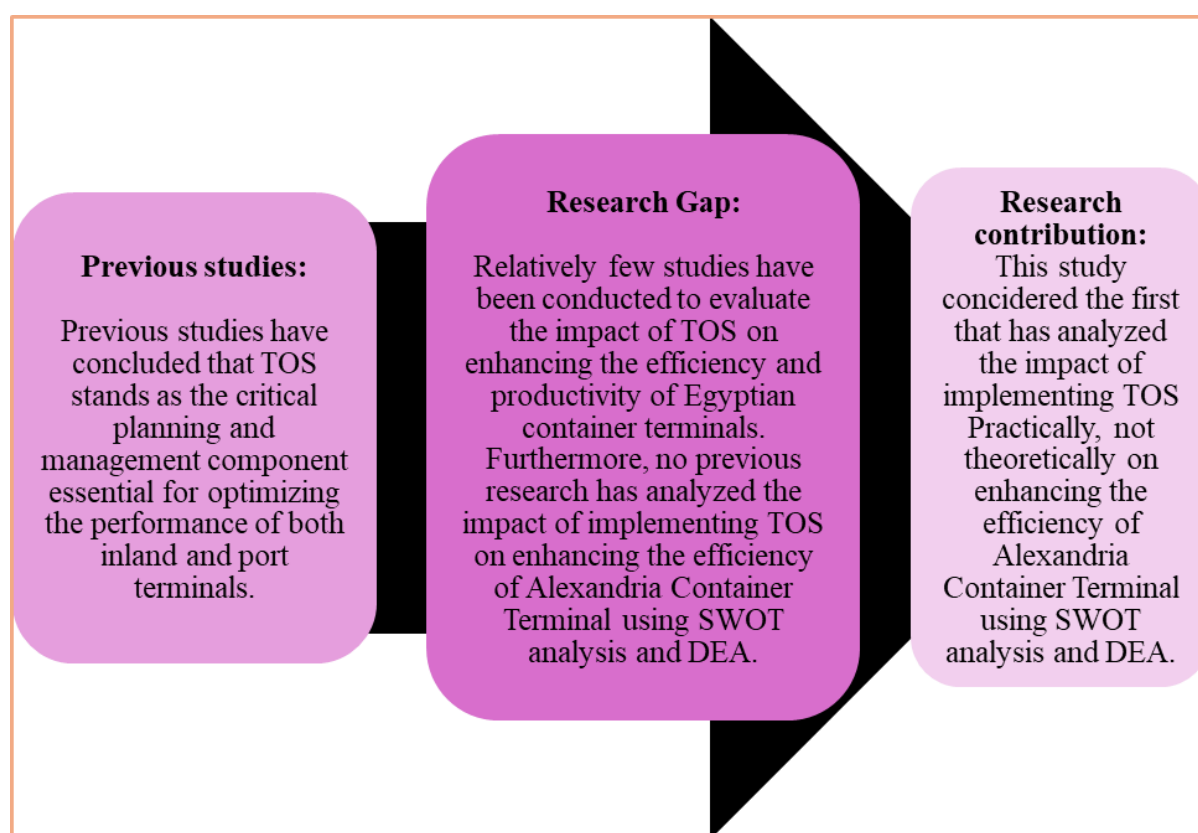 Previous studies:
Previous studies have
concluded that TOS
stands as the critical
planning and
management component
essential for optimizing
the performance of both
inland and port
terminals.
Research Gap:
Relatively few studies have
been conducted to evaluate
the impact of TOS on
enhancing the efficiency and
productivity of Egyptian
container terminals.
Furthermore, no previous
research has analyzed the
impact of implementing TOS
on enhancing the efficiency
of Alexandria Container
Terminal using SWOT
analysis and DEA.
Research
contribution:
This study
concidered the first
that has analyzed
the impact of
implementing TOS
Practically, not
theoretically on
enhancing the
efficiency of
Alexandria
Container Terminal
using SWOT
analysis and DEA.